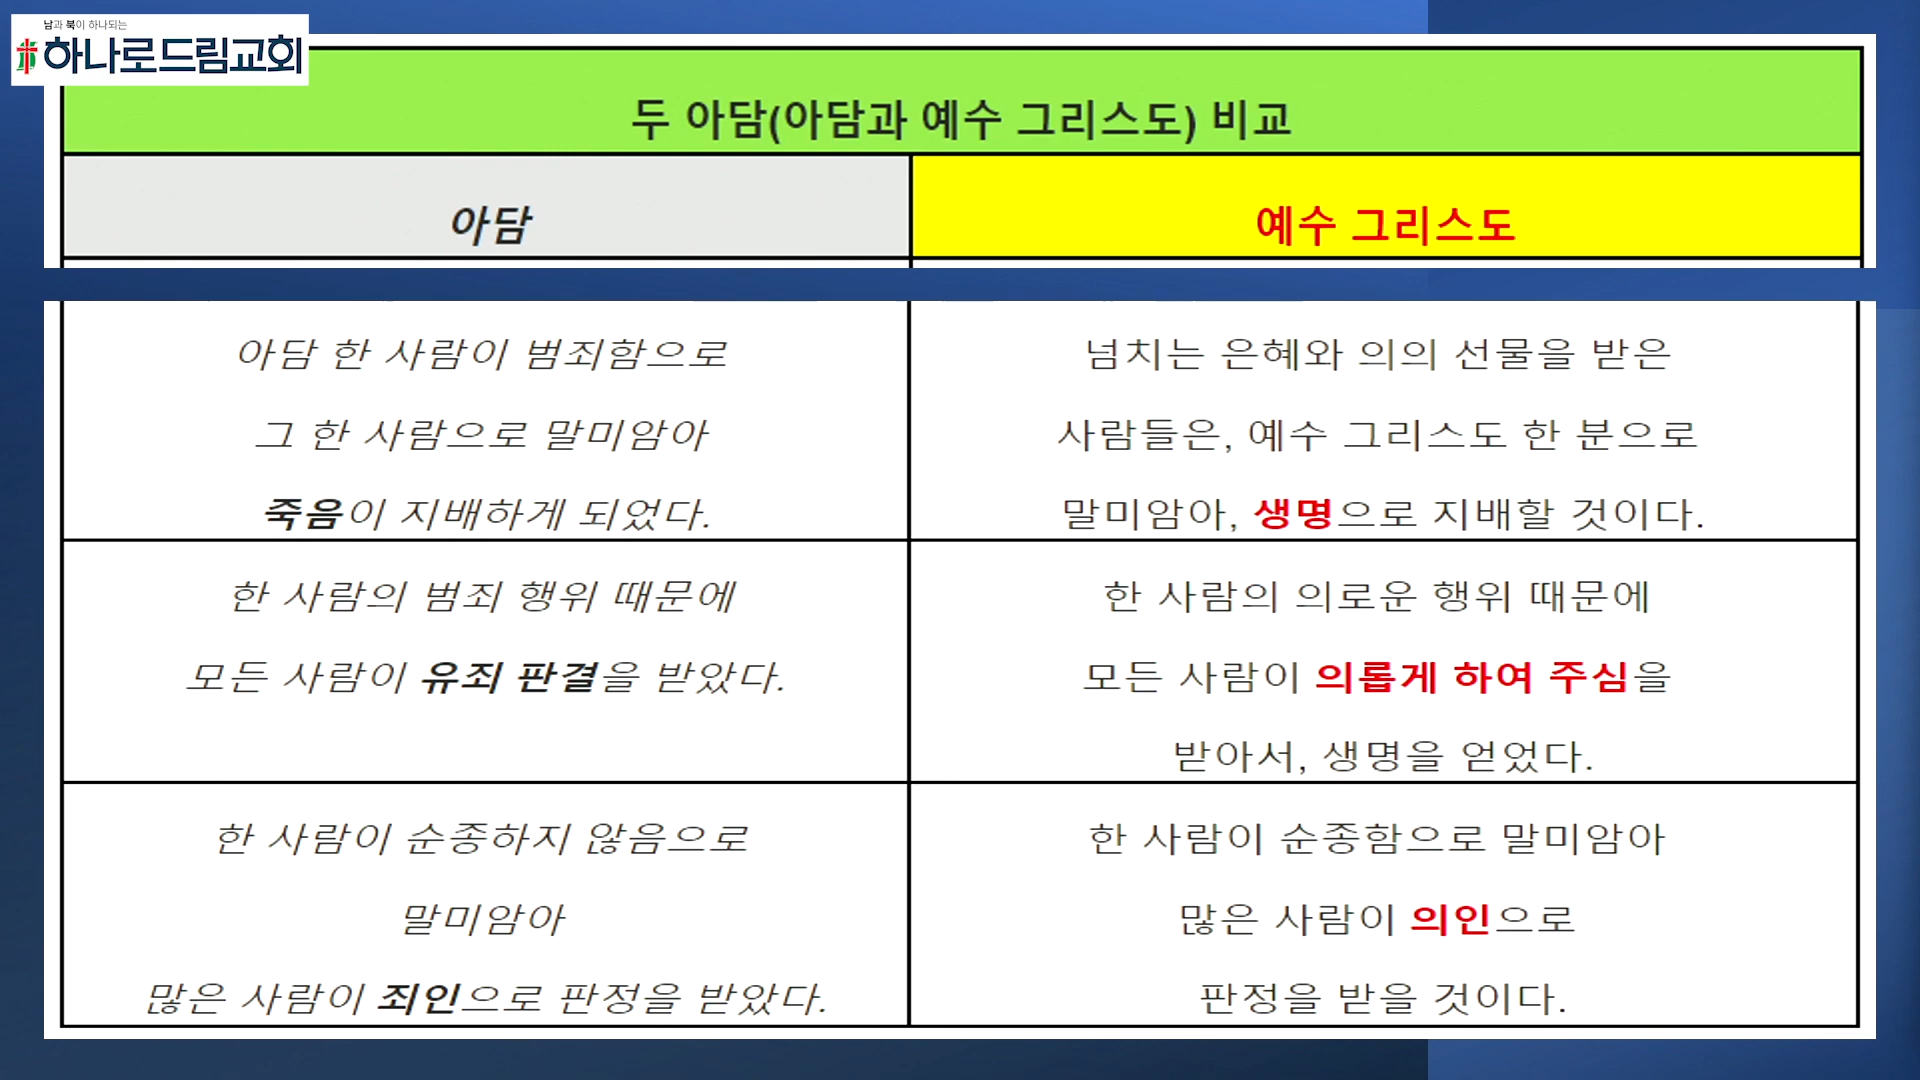 남과 북이 하나되는
하나로드림교회
두 아담(아담과 예수 그리스도) 비교
아담
예수 그리스도
아담 한 사람이 범죄함으로
그 한 사람으로 말미암아
죽음이 지배하게 되었다.
넘치는 은혜와 의의 선물을 받은
사람들은, 예수 그리스도 한 분으로
말미암아, 생명으로 지배할 것이다.
한 사람의 범죄 행위 때문에
모든 사람이 유죄 판결을 받았다.
한 사람의 의로운 행위 때문에
모든 사람이 의롭게 하여 주심을
받아서, 생명을 얻었다.
한 사람이 순종하지 않음으로
말미암아
많은 사람이 죄인으로 판정을 받았다.
한 사람이 순종함으로 말미암아
많은 사람이 의인으로
판정을 받을 것이다.